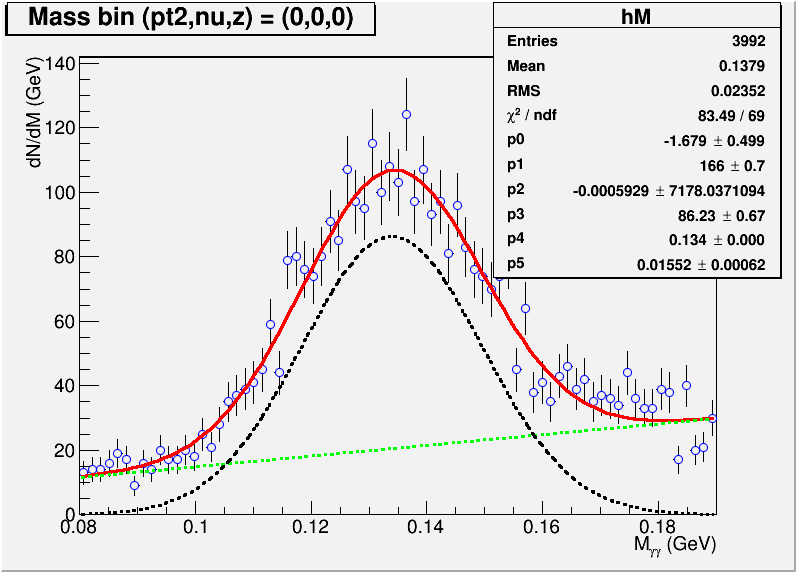 Mass bin (pt2,nu,z) = (0,0,0)
hM
Entries 3992
Mean 0.1379
RMS 0.02352
χ² / ndf 83.49 / 69
p0 -1.679 ± 0.499
p1 166 ± 0.7
p2 -0.0005929 ± 7178.0371094
p3 86.23 ± 0.67
p4 0.134 ± 0.000
p5 0.01552 ± 0.00062
dN/dM (GeV)
140
120
100
80
60
40
20
0
0.08 0.1 0.12 0.14 0.16 0.18
Mγγ (GeV)